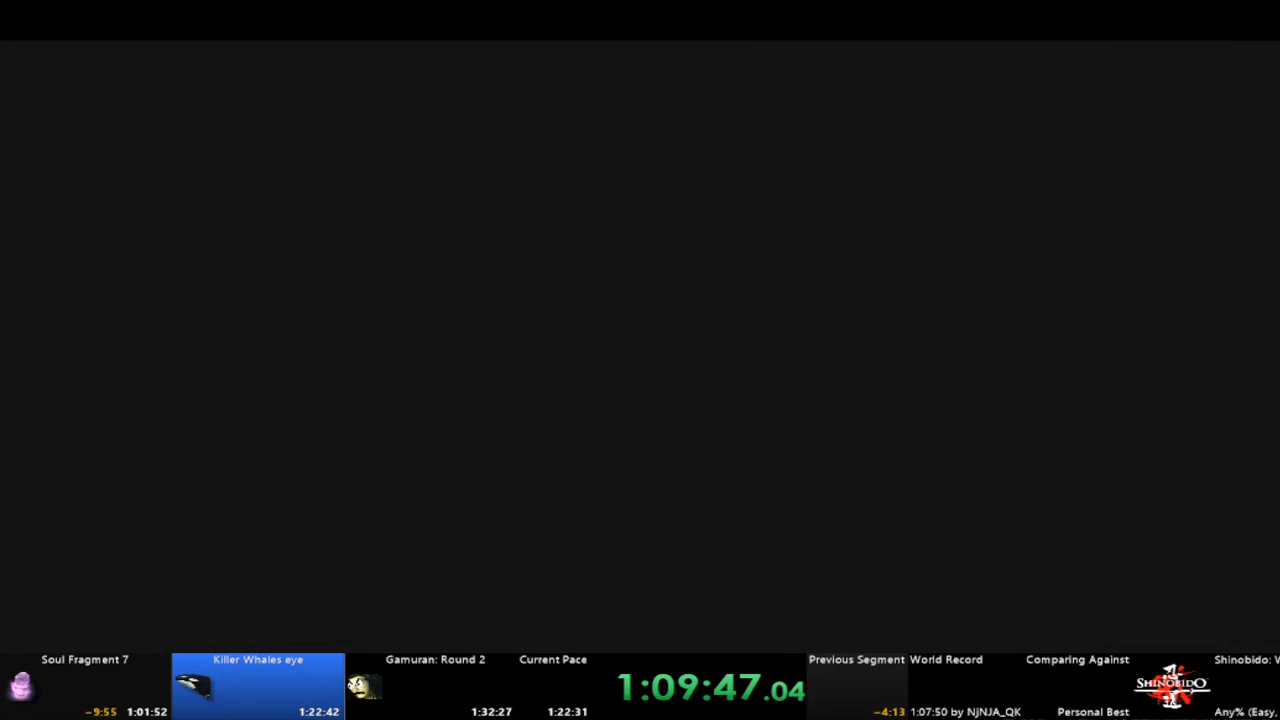 Soul Fragment 7
−9:55 1:01:52
Killer Whales eye
1:22:42
Gamuran: Round 2
1:32:27
Current Pace
1:22:31
1:09:47.04
Previous Segment
−4:13
World Record
1:07:50 by NjNJA_QK
Comparing Against
Personal Best
SHINOBIDO
Shinobido: W
Any% (Easy,